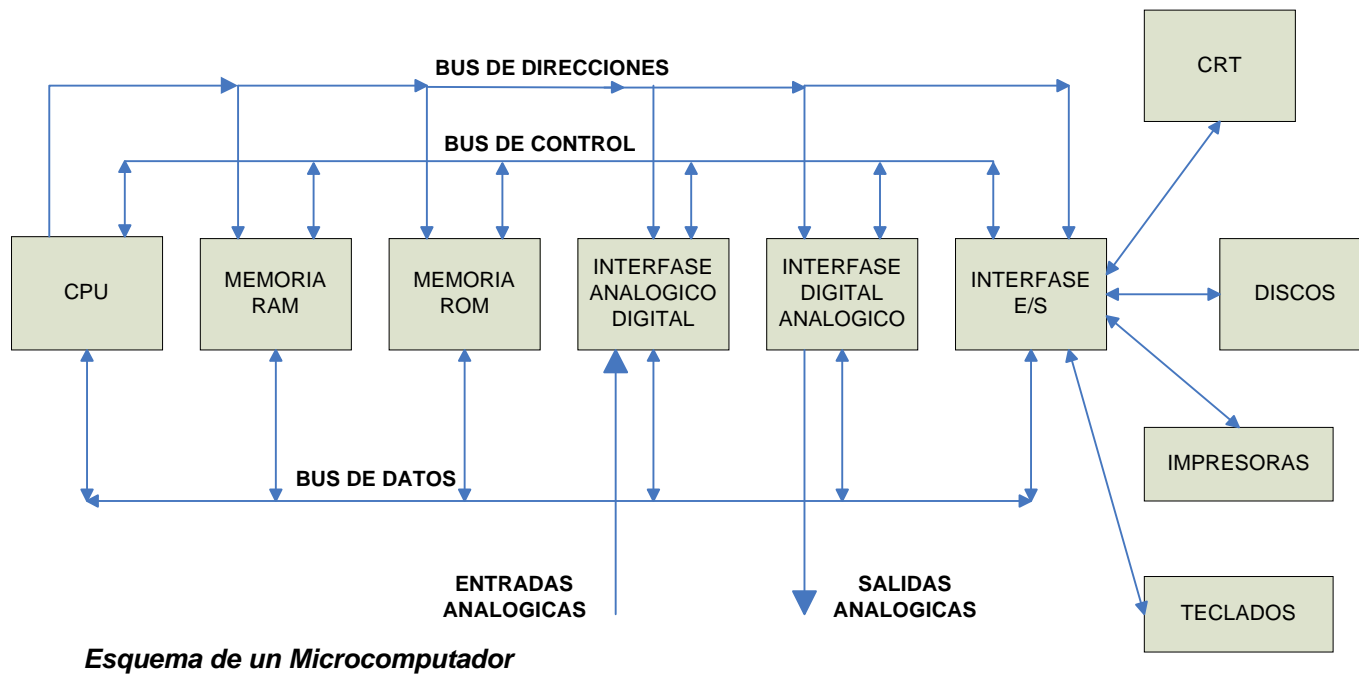 BUS DE DIRECCIONES
CRT
BUS DE CONTROL
CPU
MEMORIA
RAM
MEMORIA
ROM
INTERFASE
ANALOGICO
DIGITAL
INTERFASE
DIGITAL
ANALOGICO
INTERFASE
E/S
DISCOS
IMPRESORAS
BUS DE DATOS
ENTRADAS
ANALOGICAS
SALIDAS
ANALOGICAS
TECLADOS
Esquema de un Microcomputador